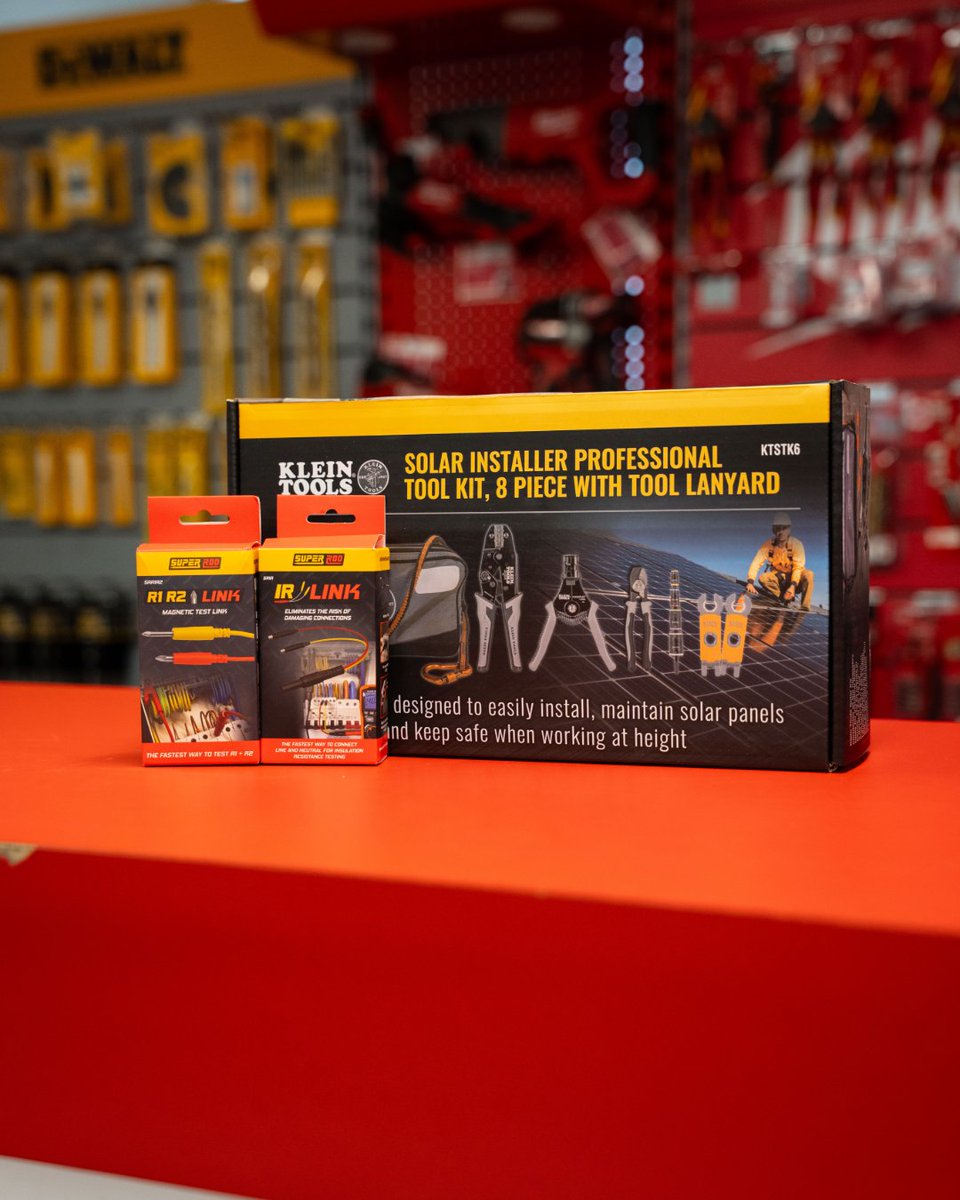 DEWALT
KLEIN
TOOLS
SOLAR INSTALLER PROFESSIONAL
TOOL KIT, 8 PIECE WITH TOOL LANYARD
KTSTK6
designed to easily install, maintain solar panels
nd keep safe when working at height
SUPER ROD
SRR1R2
R1 R2 LINK
MAGNETIC TEST LINK
THE FASTEST WAY TO TEST R1 + R2
SUPER ROD
IR LINK
ELIMINATES THE RISK OF
DAMAGING CONNECTIONS
THE FASTEST WAY TO CONNECT
LINE AND NEUTRAL FOR INSULATION
RESISTANCE TESTING